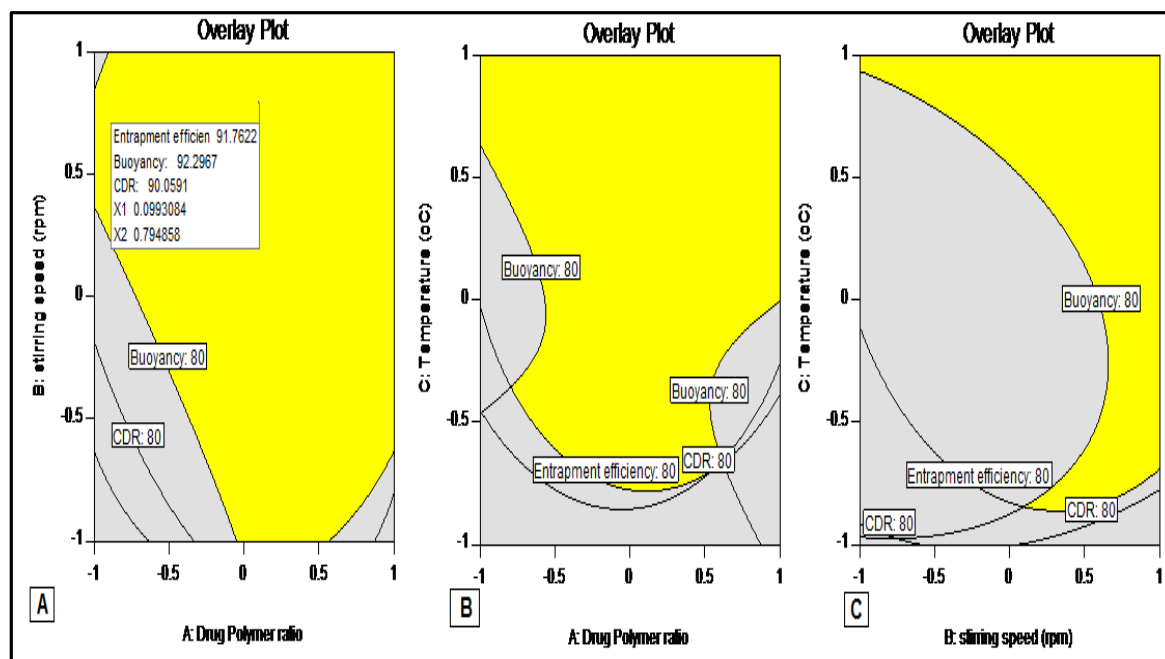 Overlay Plot
1
0.5
0
-0.5
-1
B: stirring speed (rpm)
Entrapment efficien 91.7622
Buoyancy: 92.2967
CDR: 90.0591
X1 0.0993084
X2 0.794858
Buoyancy: 80
CDR: 80
-1
-0.5
0
0.5
1
A
A: Drug Polymer ratio
Overlay Plot
1
0.5
0
-0.5
-1
C: Temperature (oC)
Buoyancy: 80
Buoyancy: 80
Entrapment efficiency: 80
CDR: 80
-1
-0.5
0
0.5
1
B
A: Drug Polymer ratio
Overlay Plot
1
0.5
0
-0.5
-1
C: Temperature (oC)
Buoyancy: 80
Entrapment efficiency: 80
CDR: 80
CDR: 80
-1
-0.5
0
0.5
1
C
B: stirring speed (rpm)